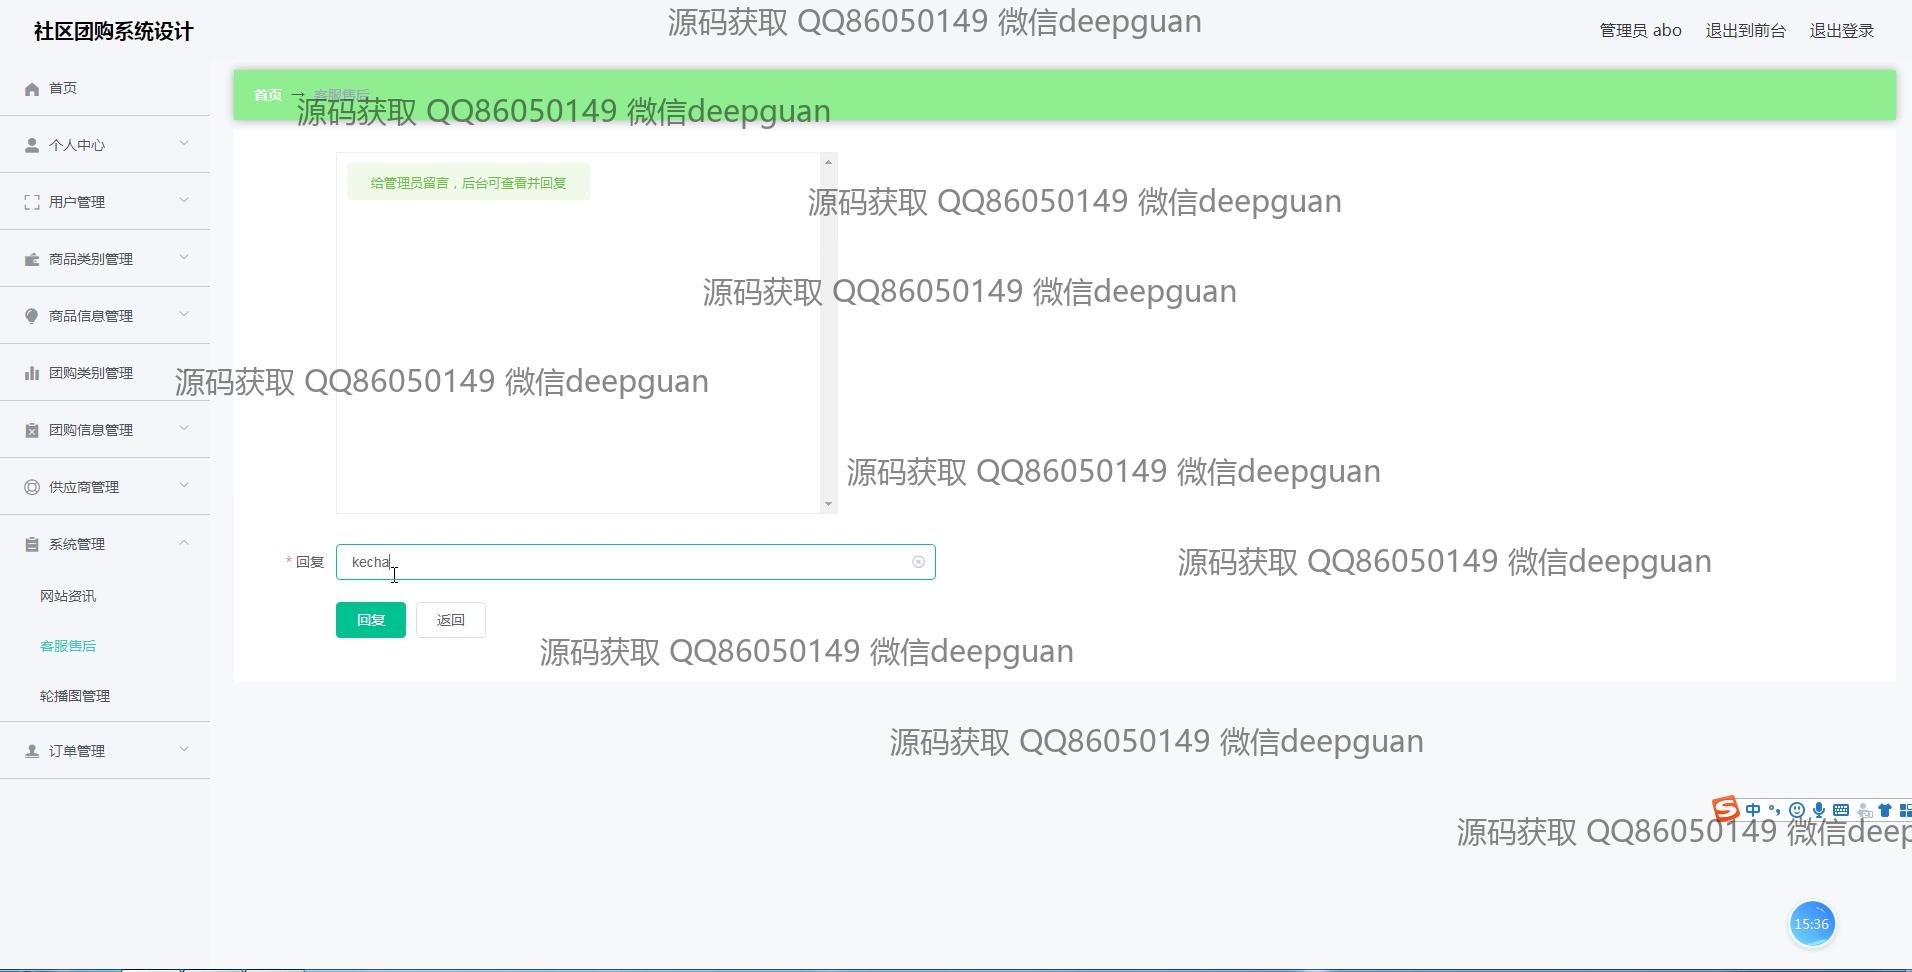 社区团购系统设计
源码获取 QQ86050149 微信deepguan
管理员 abo 退出到前台 退出登录
首页
个人中心
用户管理
商品类别管理
商品信息管理
团购类别管理
团购信息管理
供应商管理
系统管理
网站资讯
客服售后
轮播图管理
订单管理
首页 → 客服售后
源码获取 QQ86050149 微信deepguan
给管理员留言，后台可查看并回复
源码获取 QQ86050149 微信deepguan
源码获取 QQ86050149 微信deepguan
源码获取 QQ86050149 微信deepguan
源码获取 QQ86050149 微信deepguan
* 回复 kecha
源码获取 QQ86050149 微信deepguan
回复 返回
源码获取 QQ86050149 微信deepguan
源码获取 QQ86050149 微信deepguan
S 中
源码获取 QQ86050149 微信deep
15:36